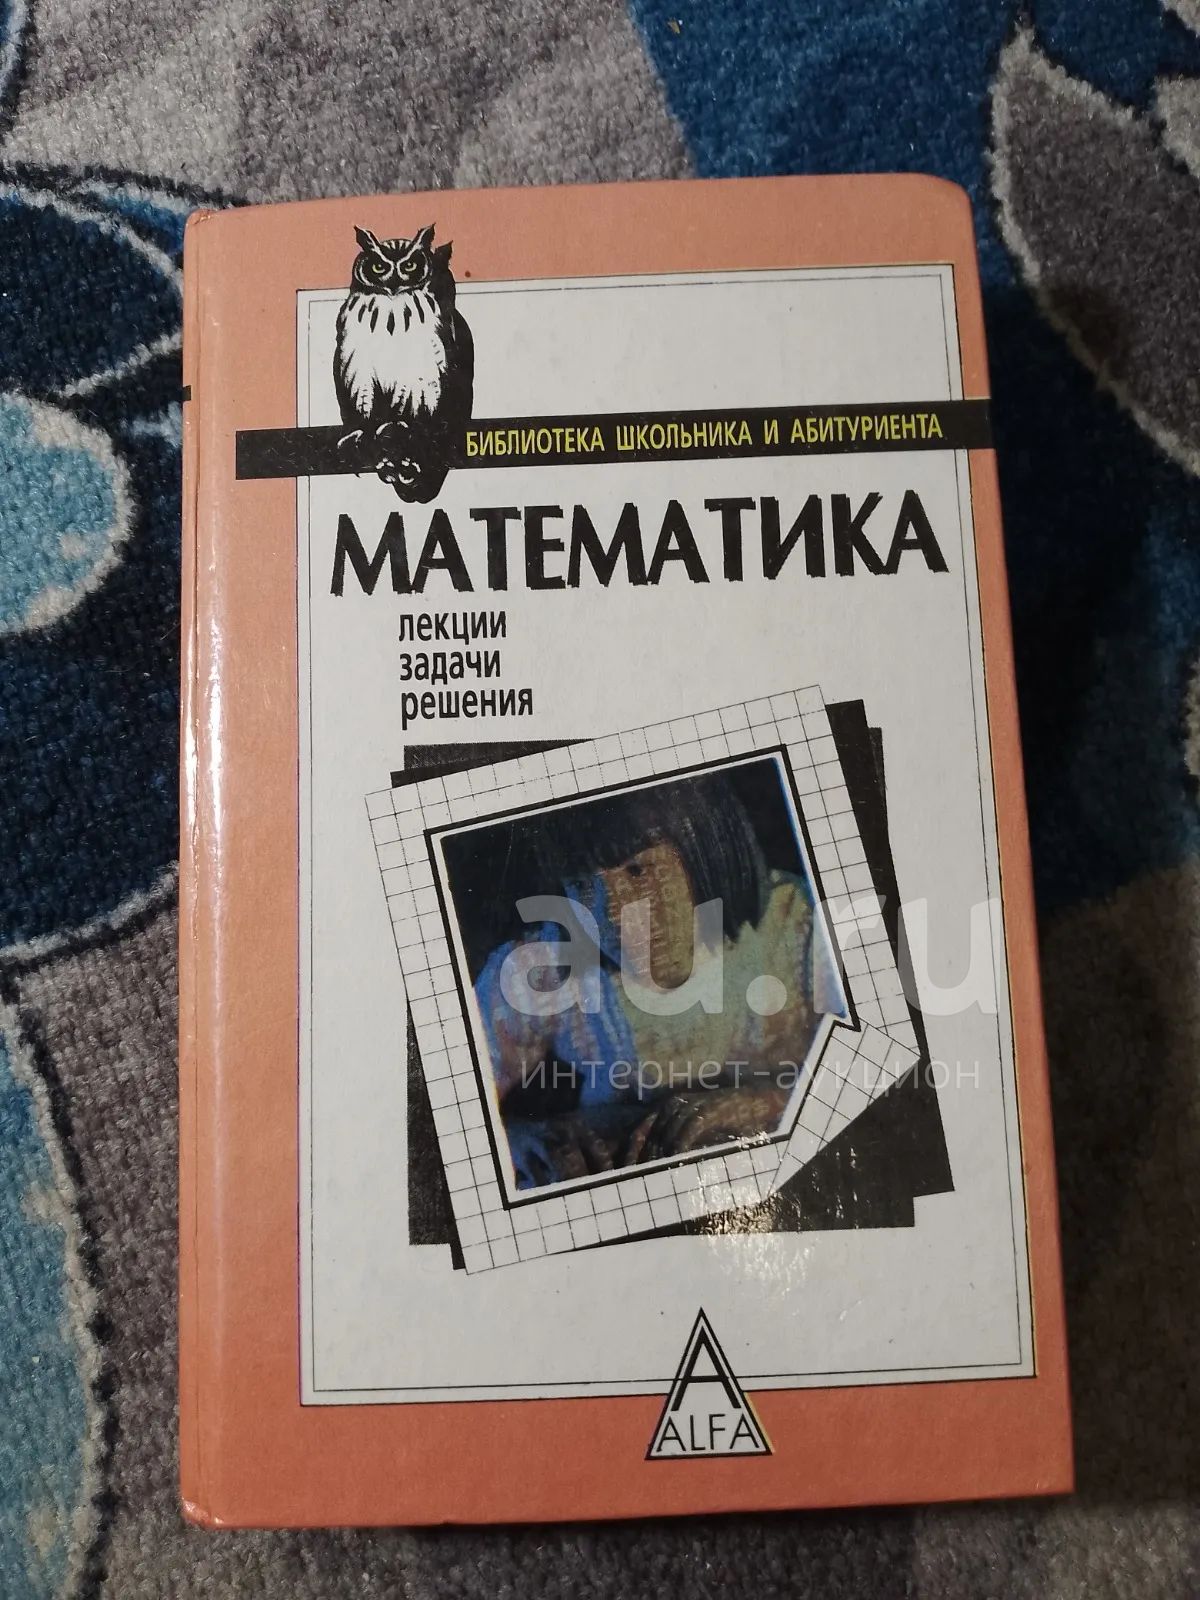 БИБЛИОТЕКА ШКОЛЬНИКА И АБИТУРИЕНТА
МАТЕМАТИКА
ЛЕКЦИИ
ЗАДАЧИ
РЕШЕНИЯ
au.ru
интернет-аукцион
A
ALFA